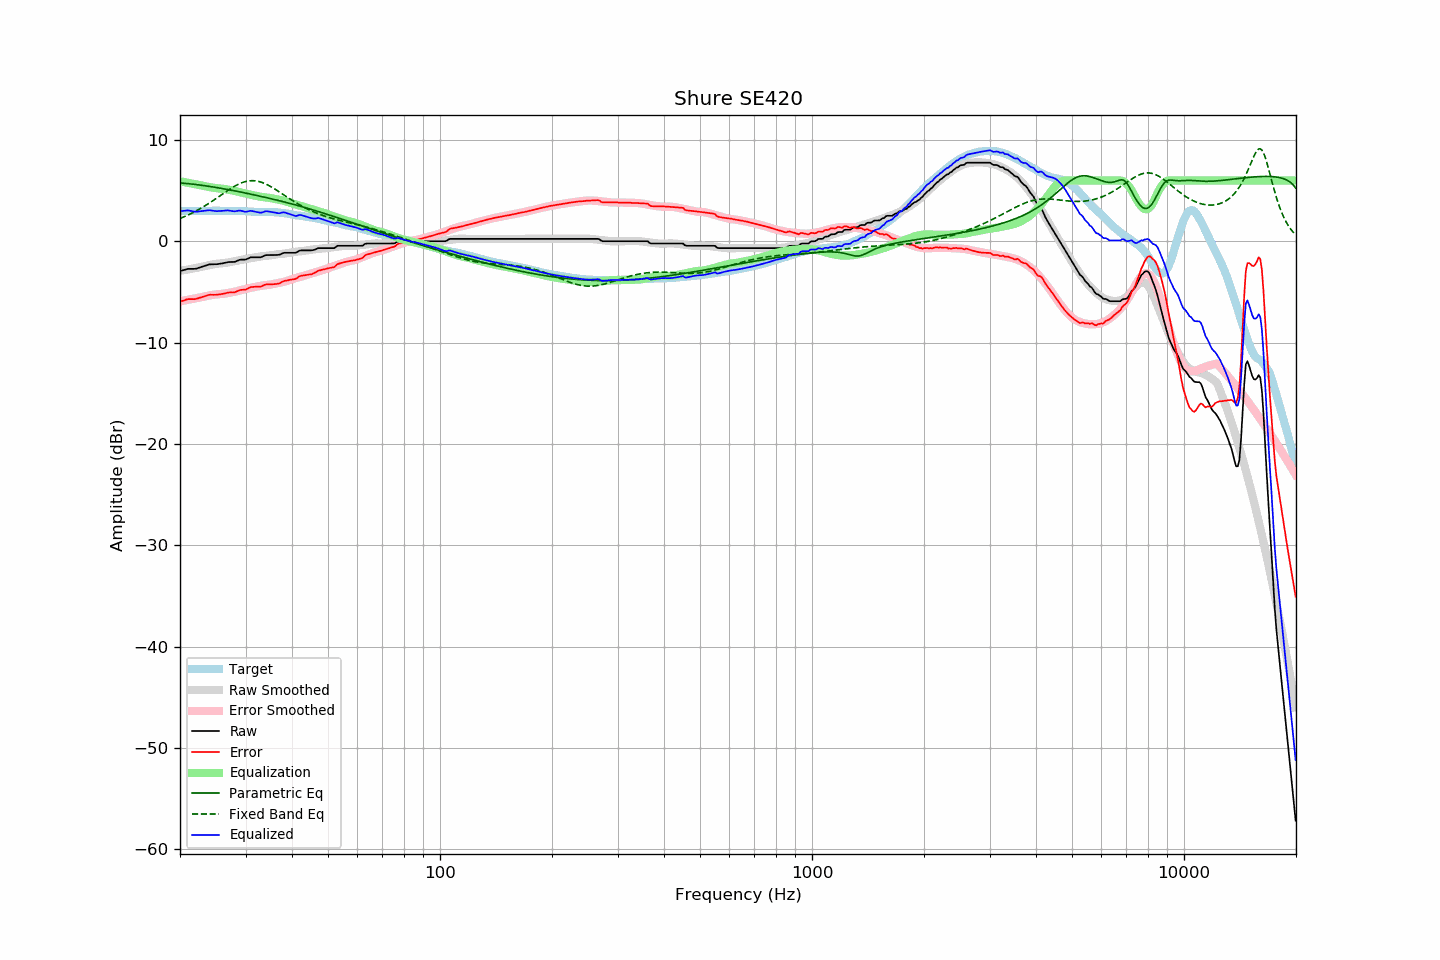 Shure SE420
10
0
−10
−20
−30
−40
−50
−60
Amplitude (dBr)
Target
Raw Smoothed
Error Smoothed
Raw
Error
Equalization
Parametric Eq
Fixed Band Eq
Equalized
100
1000
10000
Frequency (Hz)